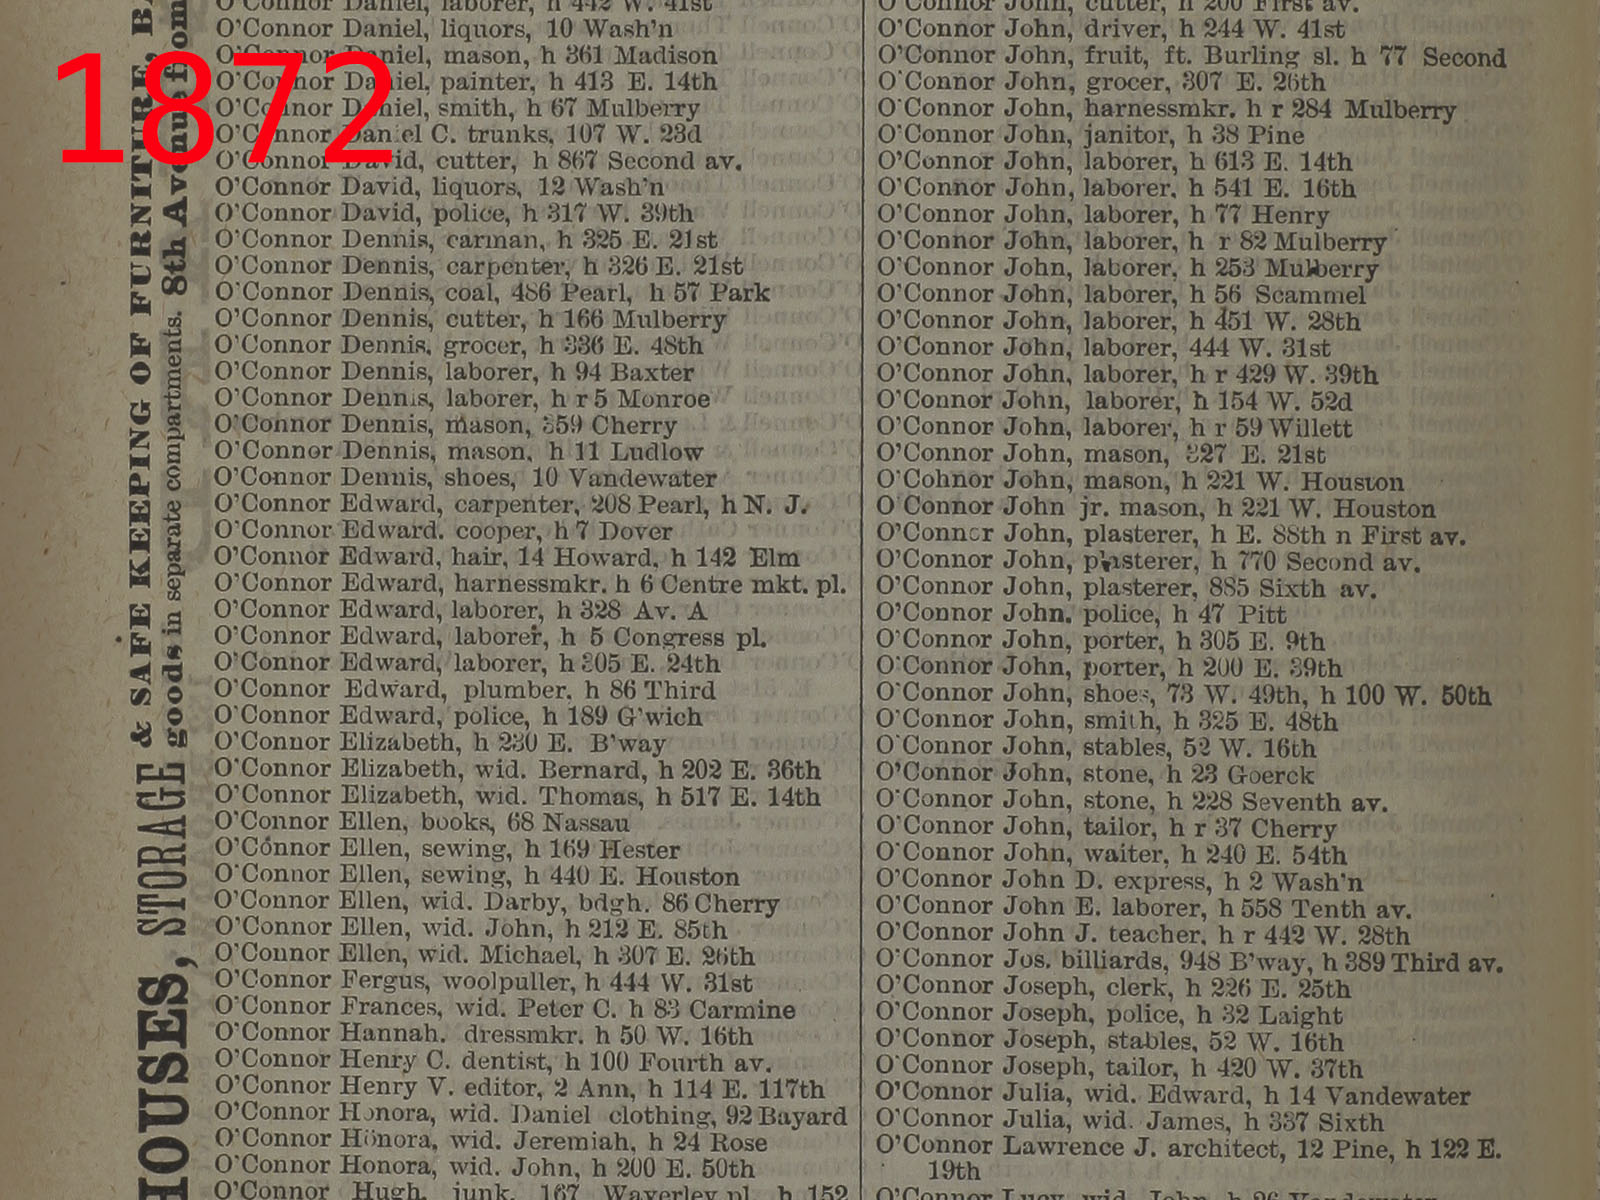 1872
HOUSES, STORAGE & SAFE KEEPING OF FURNITURE, BA
goods in separate compartments. 8th Avenue from
O'Connor Daniel, laborer, h 442 W. 41st
O'Connor Daniel, liquors, 10 Wash'n
O'Connor Daniel, mason, h 361 Madison
O'Connor Daniel, painter, h 413 E. 14th
O'Connor Daniel, smith, h 67 Mulberry
O'Connor Daniel C. trunks, 107 W. 23d
O'Connor David, cutter, h 867 Second av.
O'Connor David, liquors, 12 Wash'n
O'Connor David, police, h 317 W. 39th
O'Connor Dennis, carman, h 325 E. 21st
O'Connor Dennis, carpenter, h 326 E. 21st
O'Connor Dennis, coal, 486 Pearl, h 57 Park
O'Connor Dennis, cutter, h 166 Mulberry
O'Connor Dennis, grocer, h 336 E. 48th
O'Connor Dennis, laborer, h 94 Baxter
O'Connor Dennis, laborer, h r 5 Monroe
O'Connor Dennis, mason, 359 Cherry
O'Connor Dennis, mason, h 11 Ludlow
O'Connor Dennis, shoes, 10 Vandewater
O'Connor Edward, carpenter, 208 Pearl, h N. J.
O'Connor Edward. cooper, h 7 Dover
O'Connor Edward, hair, 14 Howard, h 142 Elm
O'Connor Edward, harnessmkr. h 6 Centre mkt. pl.
O'Connor Edward, laborer, h 328 Av. A
O'Connor Edward, laborer, h 5 Congress pl.
O'Connor Edward, laborer, h 305 E. 24th
O'Connor Edward, plumber. h 86 Third
O'Connor Edward, police, h 189 G'wich
O'Connor Elizabeth, h 230 E. B'way
O'Connor Elizabeth, wid. Bernard, h 202 E. 36th
O'Connor Elizabeth, wid. Thomas, h 517 E. 14th
O'Connor Ellen, books, 68 Nassau
O'Connor Ellen, sewing, h 169 Hester
O'Connor Ellen, sewing, h 440 E. Houston
O'Connor Ellen, wid. Darby, bdgh. 86 Cherry
O'Connor Ellen, wid. John, h 212 E. 85th
O'Connor Ellen, wid. Michael, h 307 E. 26th
O'Connor Fergus, woolpuller, h 444 W. 31st
O'Connor Frances, wid. Peter C. h 83 Carmine
O'Connor Hannah. dressmkr. h 50 W. 16th
O'Connor Henry C. dentist, h 100 Fourth av.
O'Connor Henry V. editor, 2 Ann, h 114 E. 117th
O'Connor Honora, wid. Daniel clothing, 92 Bayard
O'Connor Honora, wid. Jeremiah, h 24 Rose
O'Connor Honora, wid. John, h 200 E. 50th
O'Connor Hugh. junk, 167 Waverley pl. h 152
O'Connor John, cutter, h 200 First av.
O'Connor John, driver, h 244 W. 41st
O'Connor John, fruit, ft. Burling sl. h 77 Second
O'Connor John, grocer, 307 E. 26th
O'Connor John, harnessmkr. h r 284 Mulberry
O'Connor John, janitor, h 38 Pine
O'Connor John, laborer, h 613 E. 14th
O'Connor John, laborer, h 541 E. 16th
O'Connor John, laborer, h 77 Henry
O'Connor John, laborer, h r 82 Mulberry
O'Connor John, laborer, h 253 Mulberry
O'Connor John, laborer, h 56 Scammel
O'Connor John, laborer, h 451 W. 28th
O'Connor John, laborer, 444 W. 31st
O'Connor John, laborer, h r 429 W. 39th
O'Connor John, laborer, h 154 W. 52d
O'Connor John, laborer, h r 59 Willett
O'Connor John, mason, 327 E. 21st
O'Cohnor John, mason, h 221 W. Houston
O'Connor John jr. mason, h 221 W. Houston
O'Connor John, plasterer, h E. 88th n First av.
O'Connor John, plasterer, h 770 Second av.
O'Connor John, plasterer, 885 Sixth av.
O'Connor John. police, h 47 Pitt
O'Connor John, porter, h 305 E. 9th
O'Connor John, porter, h 200 E. 39th
O'Connor John, shoes, 73 W. 49th, h 100 W. 50th
O'Connor John, smith, h 325 E. 48th
O'Connor John, stables, 52 W. 16th
O'Connor John, stone, h 23 Goerck
O'Connor John, stone, h 228 Seventh av.
O'Connor John, tailor, h r 37 Cherry
O'Connor John, waiter, h 240 E. 54th
O'Connor John D. express, h 2 Wash'n
O'Connor John E. laborer, h 558 Tenth av.
O'Connor John J. teacher, h r 442 W. 28th
O'Connor Jos. billiards, 948 B'way, h 389 Third av.
O'Connor Joseph, clerk, h 226 E. 25th
O'Connor Joseph, police, h 32 Laight
O'Connor Joseph, stables, 52 W. 16th
O'Connor Joseph, tailor, h 420 W. 37th
O'Connor Julia, wid. Edward, h 14 Vandewater
O'Connor Julia, wid. James, h 337 Sixth
O'Connor Lawrence J. architect, 12 Pine, h 122 E.
19th
O'Connor Lucy, wid. John, h 26 Vandewater